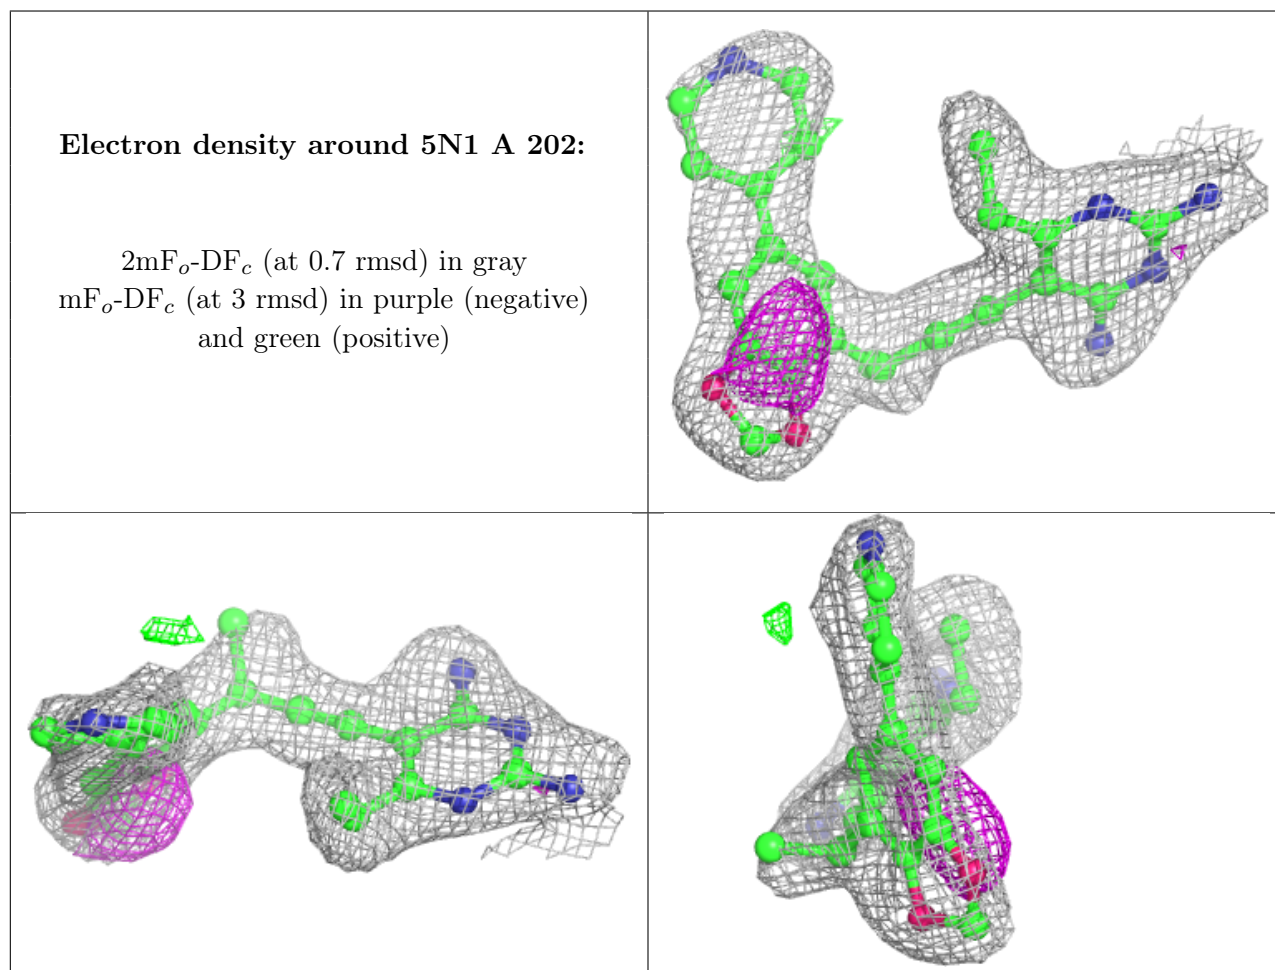 Electron density around 5N1 A 202:
2mFₒ-DF𝒸 (at 0.7 rmsd) in gray
mFₒ-DF𝒸 (at 3 rmsd) in purple (negative)
and green (positive)